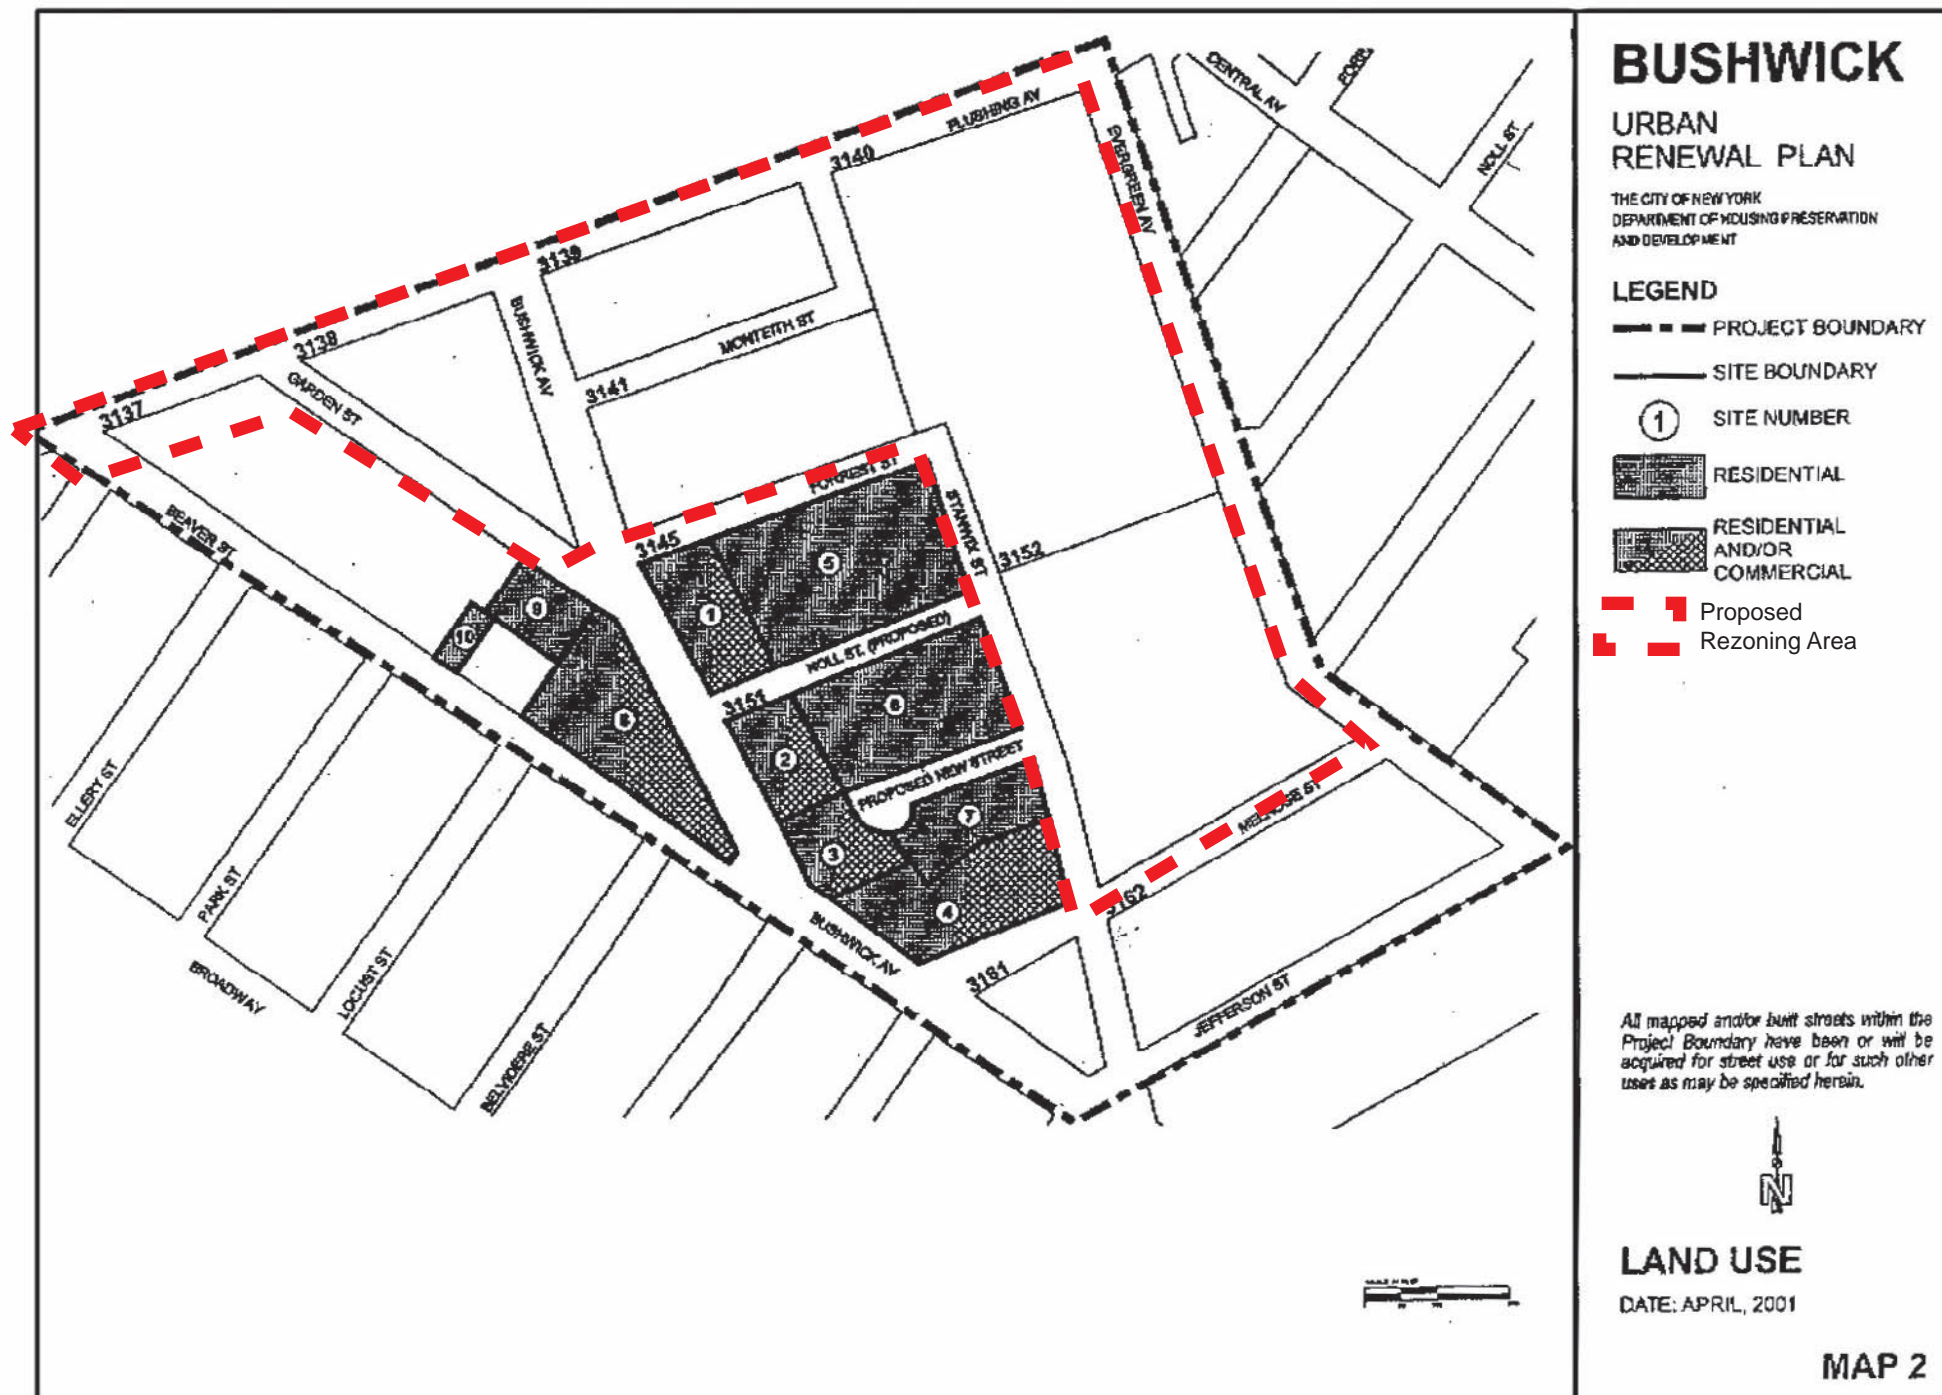 BUSHWICK
URBAN
RENEWAL PLAN
THE CITY OF NEW YORK
DEPARTMENT OF HOUSING PRESERVATION
AND DEVELOPMENT
LEGEND
PROJECT BOUNDARY
SITE BOUNDARY
1 SITE NUMBER
RESIDENTIAL
RESIDENTIAL
AND/OR
COMMERCIAL
Proposed
Rezoning Area
All mapped and/or built streets within the
Project Boundary have been or will be
acquired for street use or for such other
uses as may be specified herein.
N
LAND USE
DATE: APRIL, 2001
MAP 2
CENTRAL AV
NOLL ST
FLUSHING AV
EVERGREEN AV
3140
3139
3138
3137
GARDEN ST
BUSHWICK AV
MONTEITH ST
3141
FORREST ST
3145
STANWIX ST
3152
BEAVER ST
5
1
9
10
NOLL ST. (PROPOSED)
3151
6
2
PROPOSED NEW STREET
7
3
4
MELROSE ST
3162
3181
JEFFERSON ST
BUSHWICK AV
ELLERY ST
PARK ST
BROADWAY
LOCUST ST
BELVIDERE ST